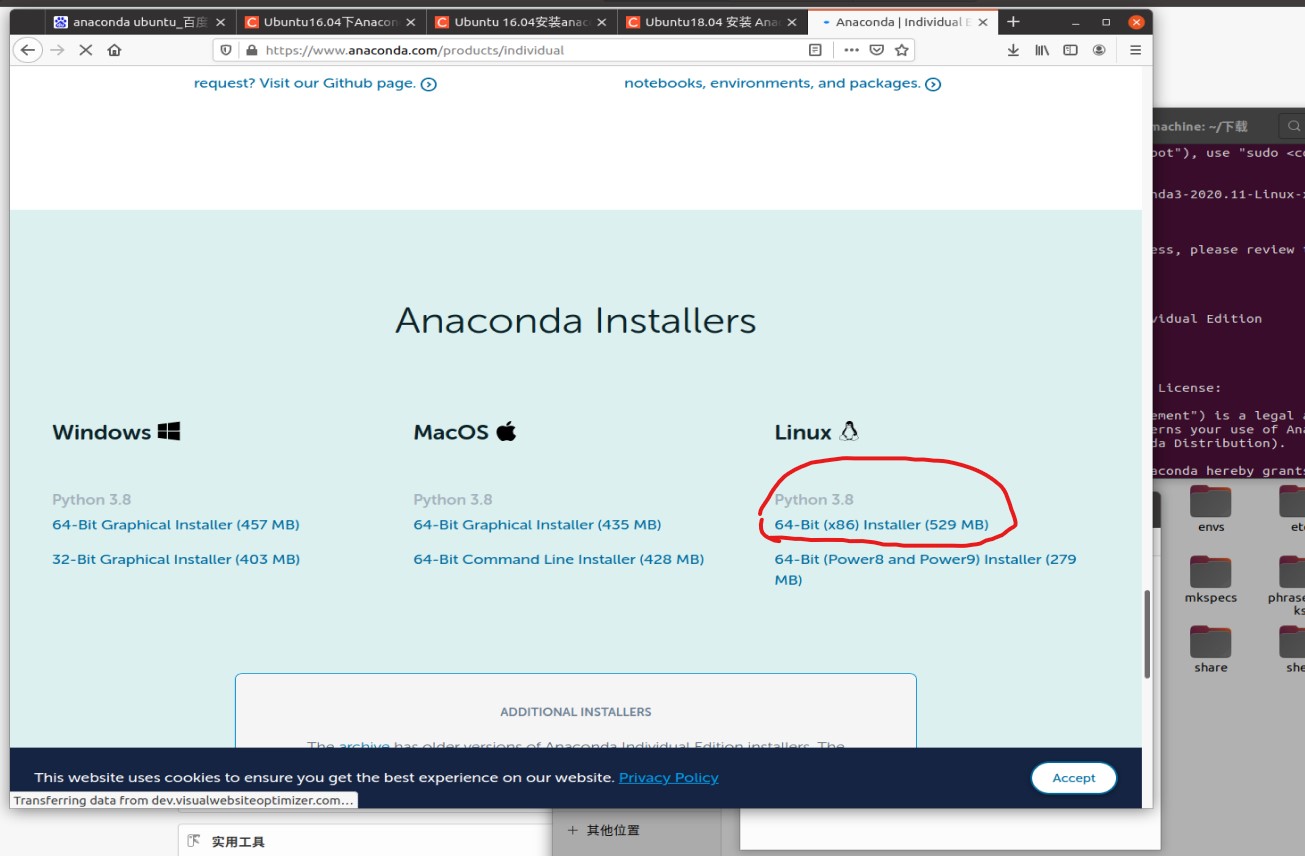 anaconda ubuntu_百度
Ubuntu16.04下Anacon
Ubuntu 16.04安装anac
Ubuntu18.04 安装 Ana
Anaconda | Individual E
https://www.anaconda.com/products/individual
request? Visit our Github page.
notebooks, environments, and packages.
machine: ~/下载
oot"), use "sudo <co
nda3-2020.11-Linux-x
ess, please review
vidual Edition
License:
ement") is a legal a
erns your use of Ana
da Distribution).
aconda hereby grants
Anaconda Installers
Windows
MacOS
Linux
Python 3.8
Python 3.8
Python 3.8
64-Bit Graphical Installer (457 MB)
64-Bit Graphical Installer (435 MB)
64-Bit (x86) Installer (529 MB)
32-Bit Graphical Installer (403 MB)
64-Bit Command Line Installer (428 MB)
64-Bit (Power8 and Power9) Installer (279
MB)
envs
etc
mkspecs
phrase
ks
share
she
ADDITIONAL INSTALLERS
The archive has older versions of Anaconda Individual Edition installers. The
This website uses cookies to ensure you get the best experience on our website. Privacy Policy
Accept
Transferring data from dev.visualwebsiteoptimizer.com...
实用工具
+ 其他位置